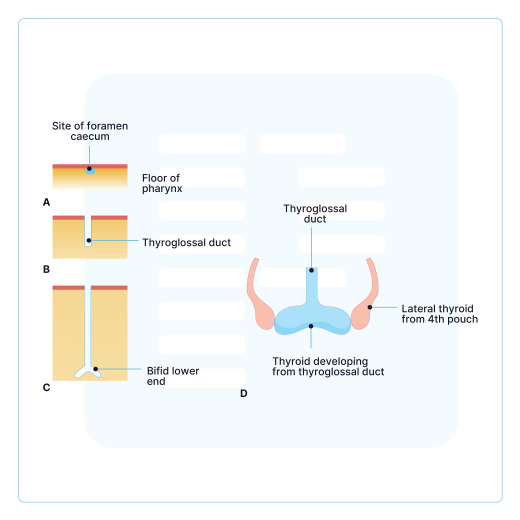 Site of foramen
caecum
Floor of
pharynx
A
Thyroglossal duct
B
Bifid lower
end
C
Thyroglossal
duct
Lateral thyroid
from 4th pouch
Thyroid developing
from thyroglossal duct
D